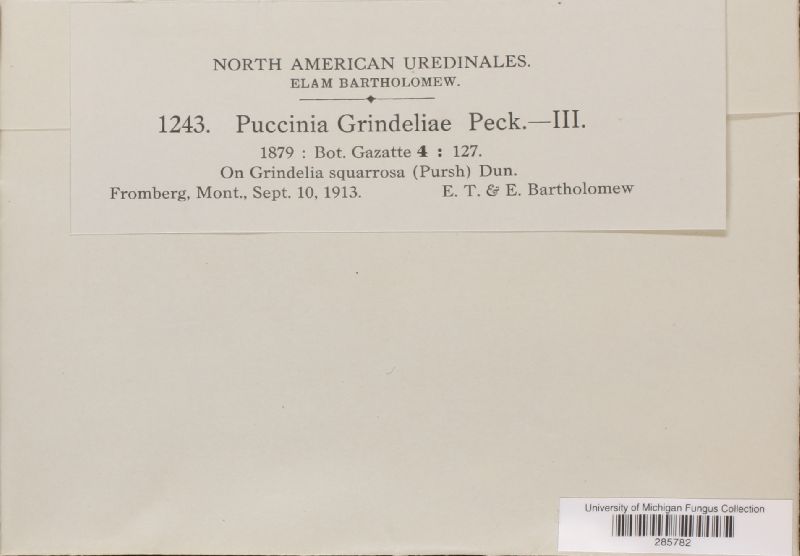 NORTH AMERICAN UREDINALES.
ELAM BARTHOLOMEW.
1243. Puccinia Grindeliae Peck.—III.
1879 : Bot. Gazatte 4 : 127.
On Grindelia squarrosa (Pursh) Dun.
Fromberg, Mont., Sept. 10, 1913. E. T. & E. Bartholomew
University of Michigan Fungus Collection
285782